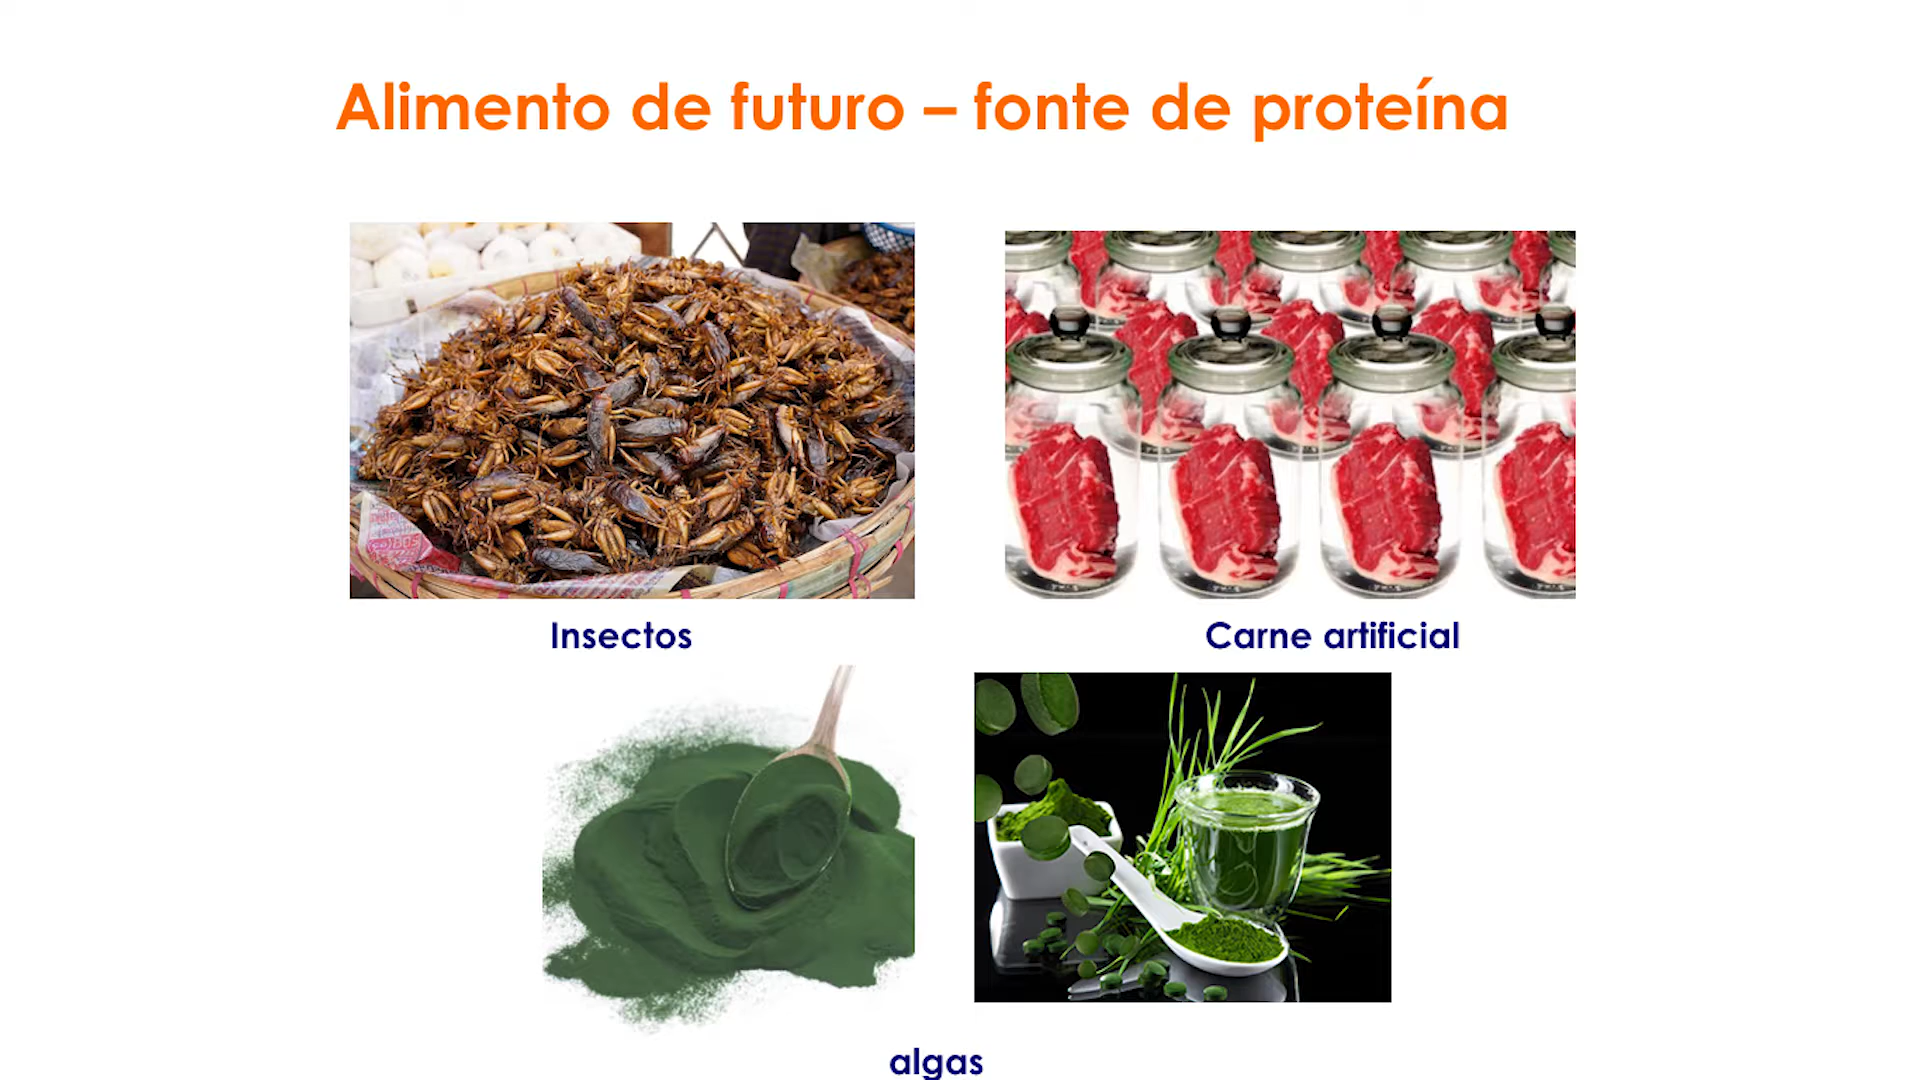 Alimento de futuro – fonte de proteína
Insectos
Carne artificial
algas